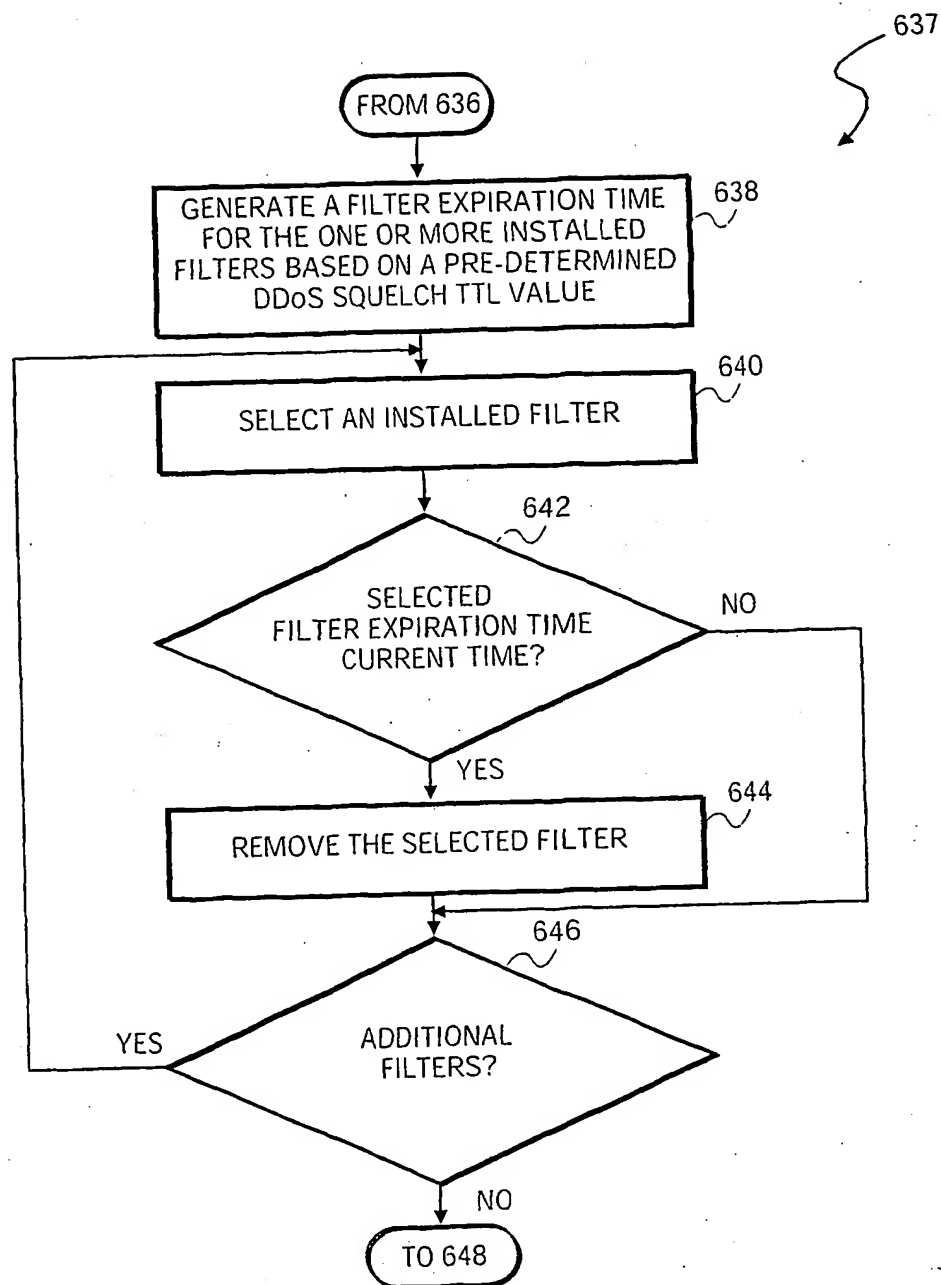 637
FROM 636
GENERATE A FILTER EXPIRATION TIME
FOR THE ONE OR MORE INSTALLED
FILTERS BASED ON A PRE-DETERMINED
DDoS SQUELCH TTL VALUE
638
640
SELECT AN INSTALLED FILTER
642
SELECTED
FILTER EXPIRATION TIME
CURRENT TIME?
NO
YES
644
REMOVE THE SELECTED FILTER
646
YES
ADDITIONAL
FILTERS?
NO
TO 648